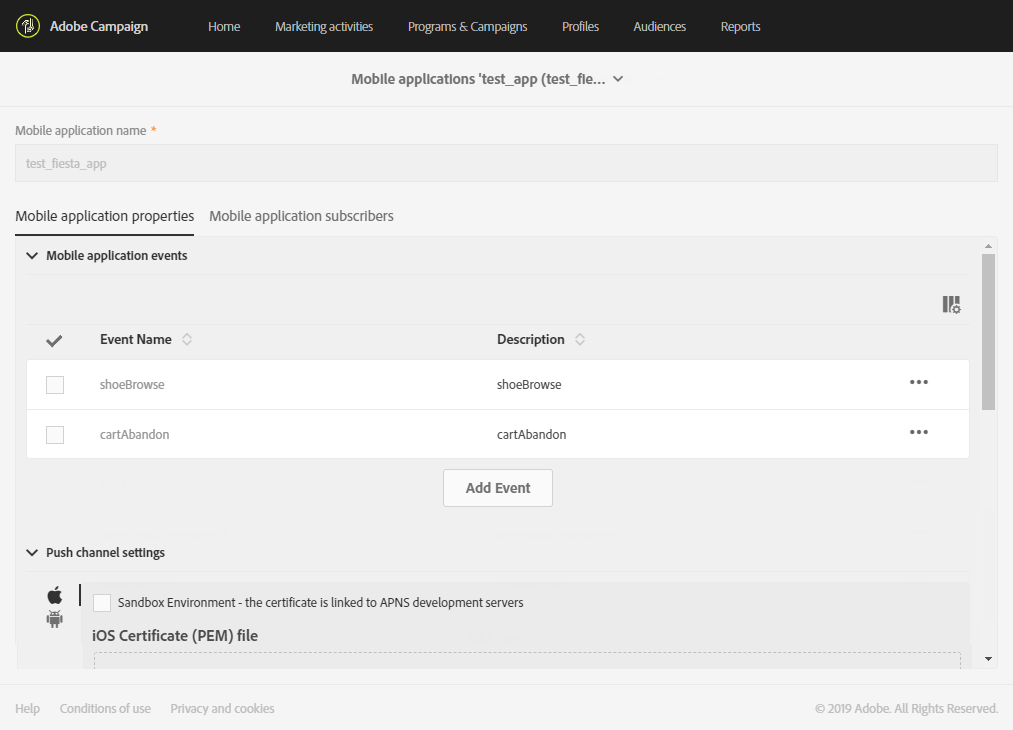 Adobe Campaign Home Marketing activities Programs & Campaigns Profiles Audiences Reports
Mobile applications 'test_app (test_fie...
Mobile application name *
test_fiesta_app
Mobile application properties Mobile application subscribers
Mobile application events
Event Name Description
shoeBrowse shoeBrowse
cartAbandon cartAbandon
Add Event
Push channel settings
Sandbox Environment - the certificate is linked to APNS development servers
iOS Certificate (PEM) file
Help Conditions of use Privacy and cookies © 2019 Adobe. All Rights Reserved.